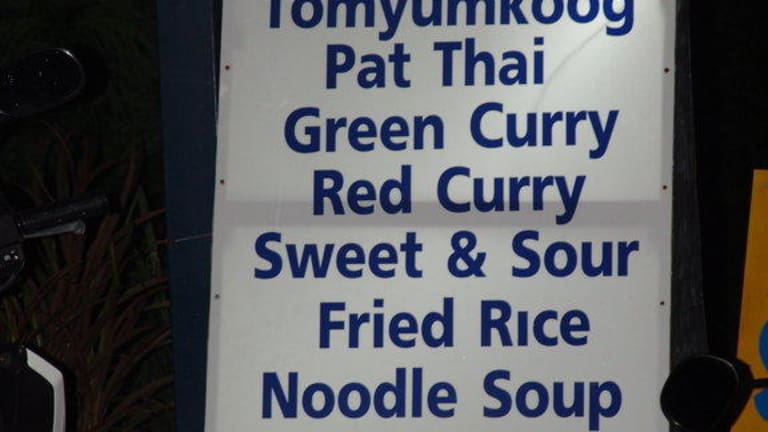 Tomyumkoog
Pat Thai
Green Curry
Red Curry
Sweet & Sour
Fried Rice
Noodle Soup